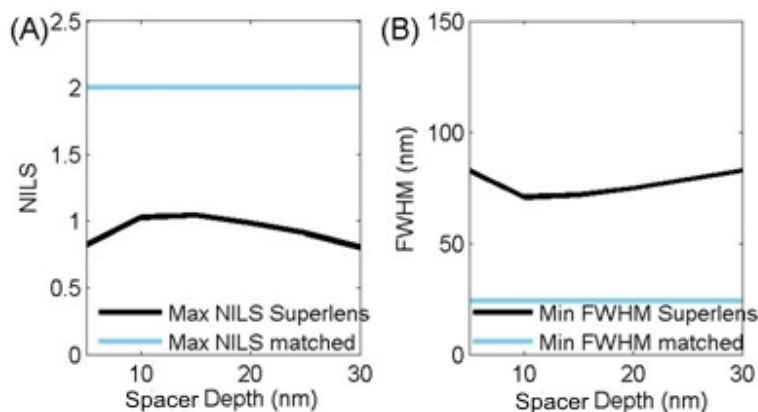 (A)
2.5
2
1.5
1
0.5
0
NILS
Max NILS Superlens
Max NILS matched
10
20
30
Spacer Depth (nm)
(B)
150
100
50
0
FWHM (nm)
Min FWHM Superlens
Min FWHM matched
10
20
30
Spacer Depth (nm)